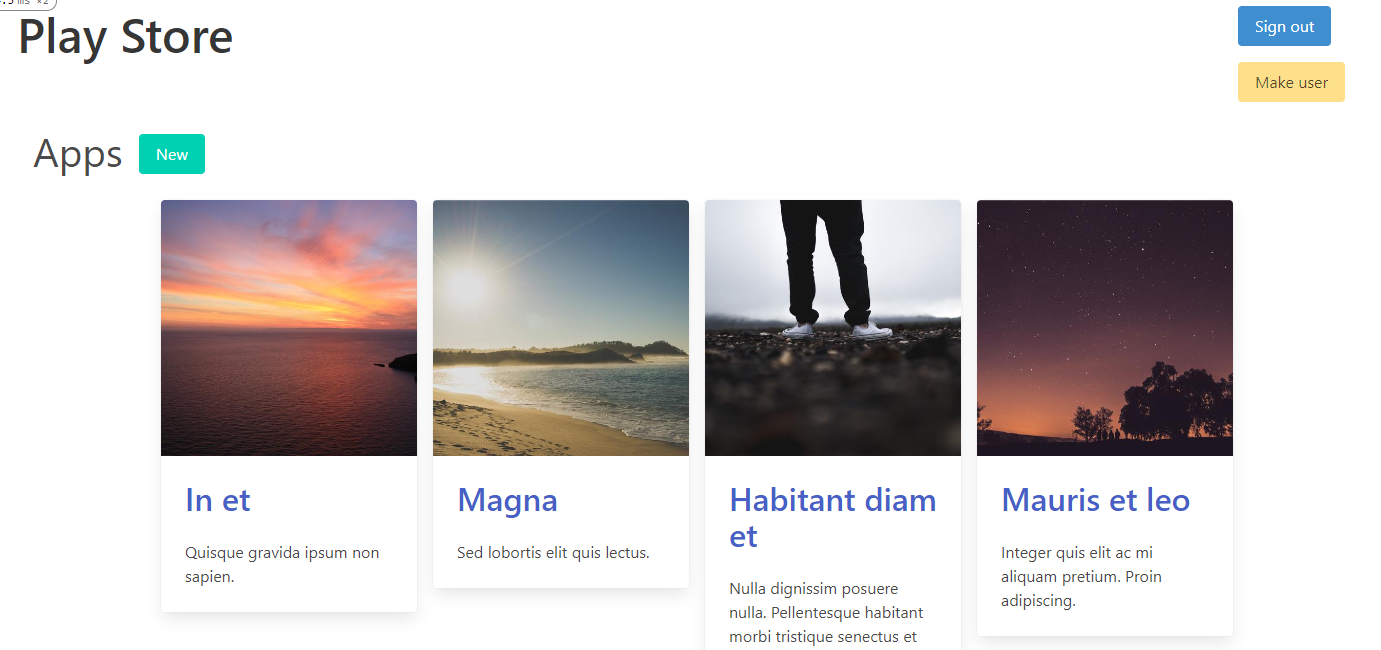 ms ×2
Play Store
Sign out
Make user
Apps
New
In et
Quisque gravida ipsum non
sapien.
Magna
Sed lobortis elit quis lectus.
Habitant diam
et
Nulla dignissim posuere
nulla. Pellentesque habitant
morbi tristique senectus et
Mauris et leo
Integer quis elit ac mi
aliquam pretium. Proin
adipiscing.